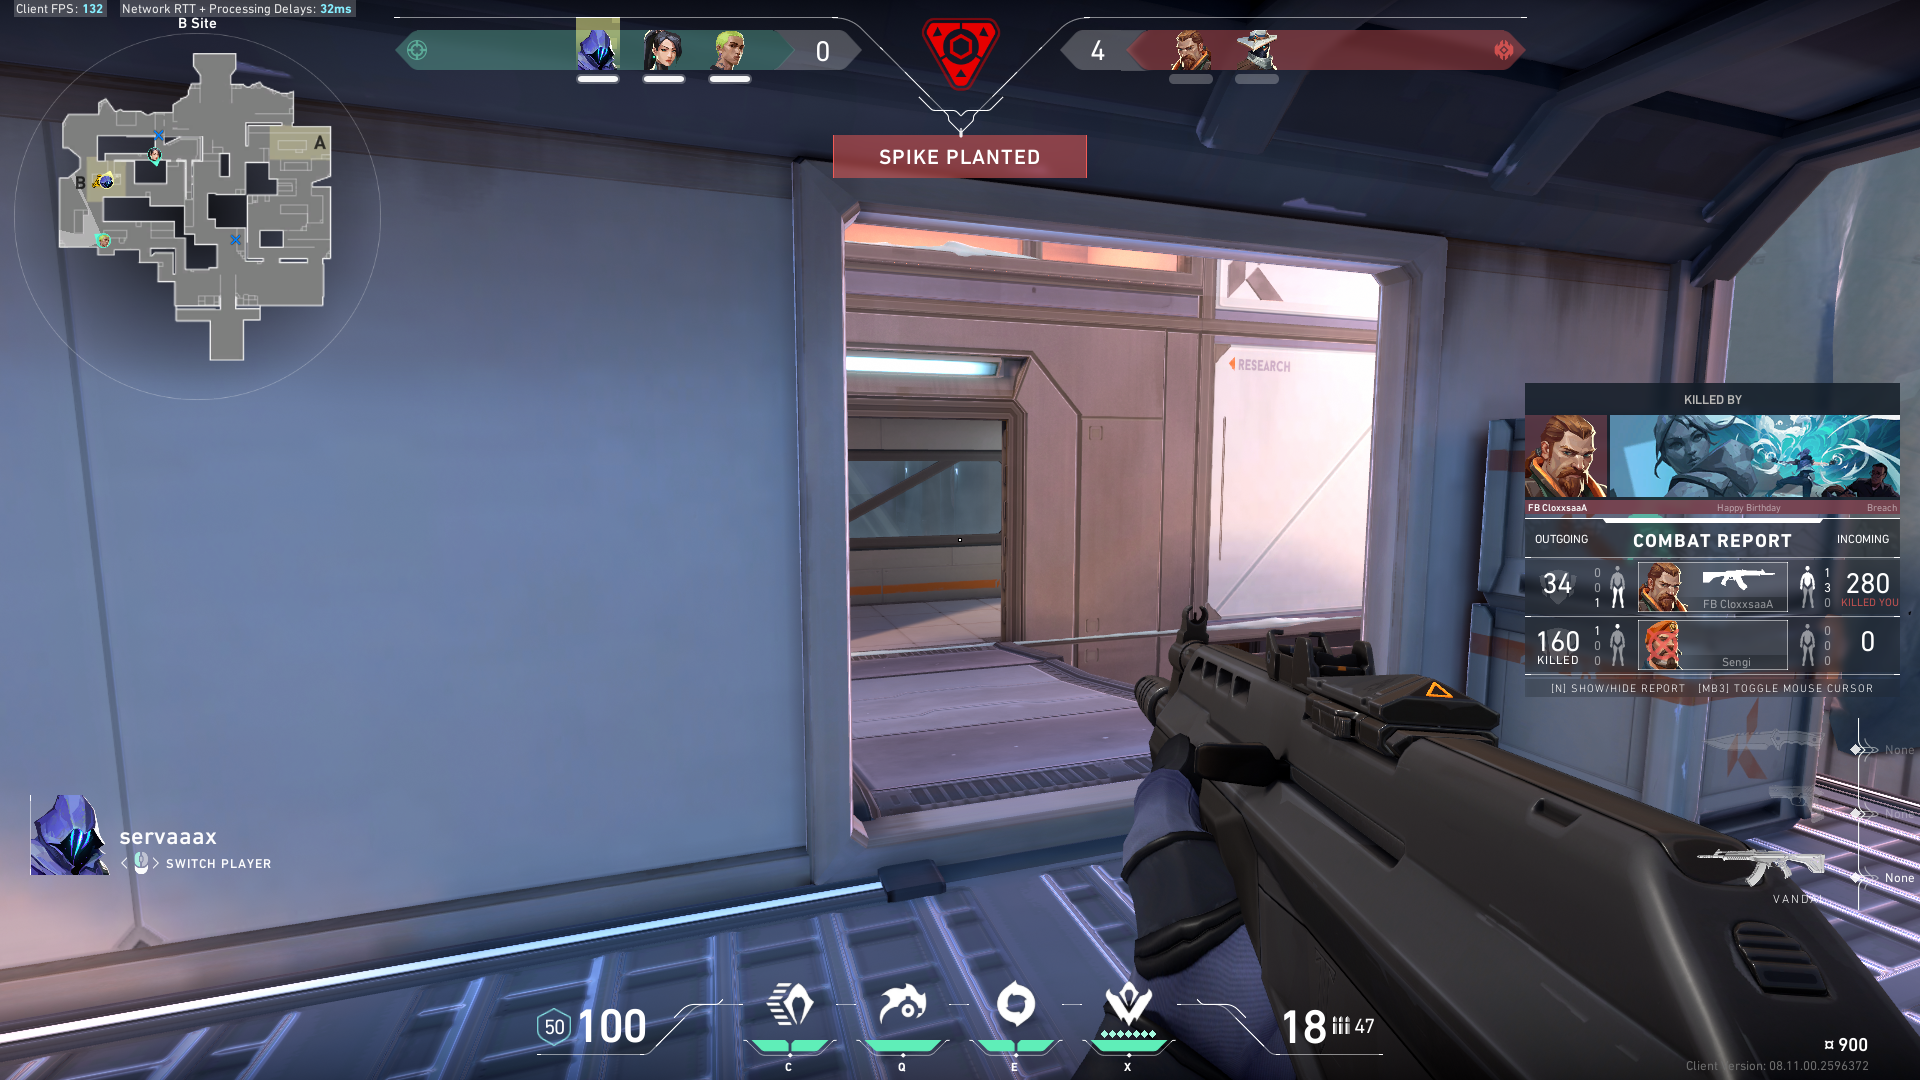 Client FPS: 132
Network RTT + Processing Delays: 32ms
B Site
0
4
SPIKE PLANTED
A
B
RESEARCH
KILLED BY
FB CloxxsaaA
Happy Birthday
Breach
OUTGOING
COMBAT REPORT
INCOMING
34
0
0
1
FB CloxxsaaA
1
3
0
280
KILLED YOU
160
KILLED
1
0
0
Sengi
0
0
0
0
[N] SHOW/HIDE REPORT [MB3] TOGGLE MOUSE CURSOR
None
None
None
VANDAL
servaaax
< > SWITCH PLAYER
50
100
C
Q
E
X
18
47
¤ 900
Client Version: 08.11.00.2596372